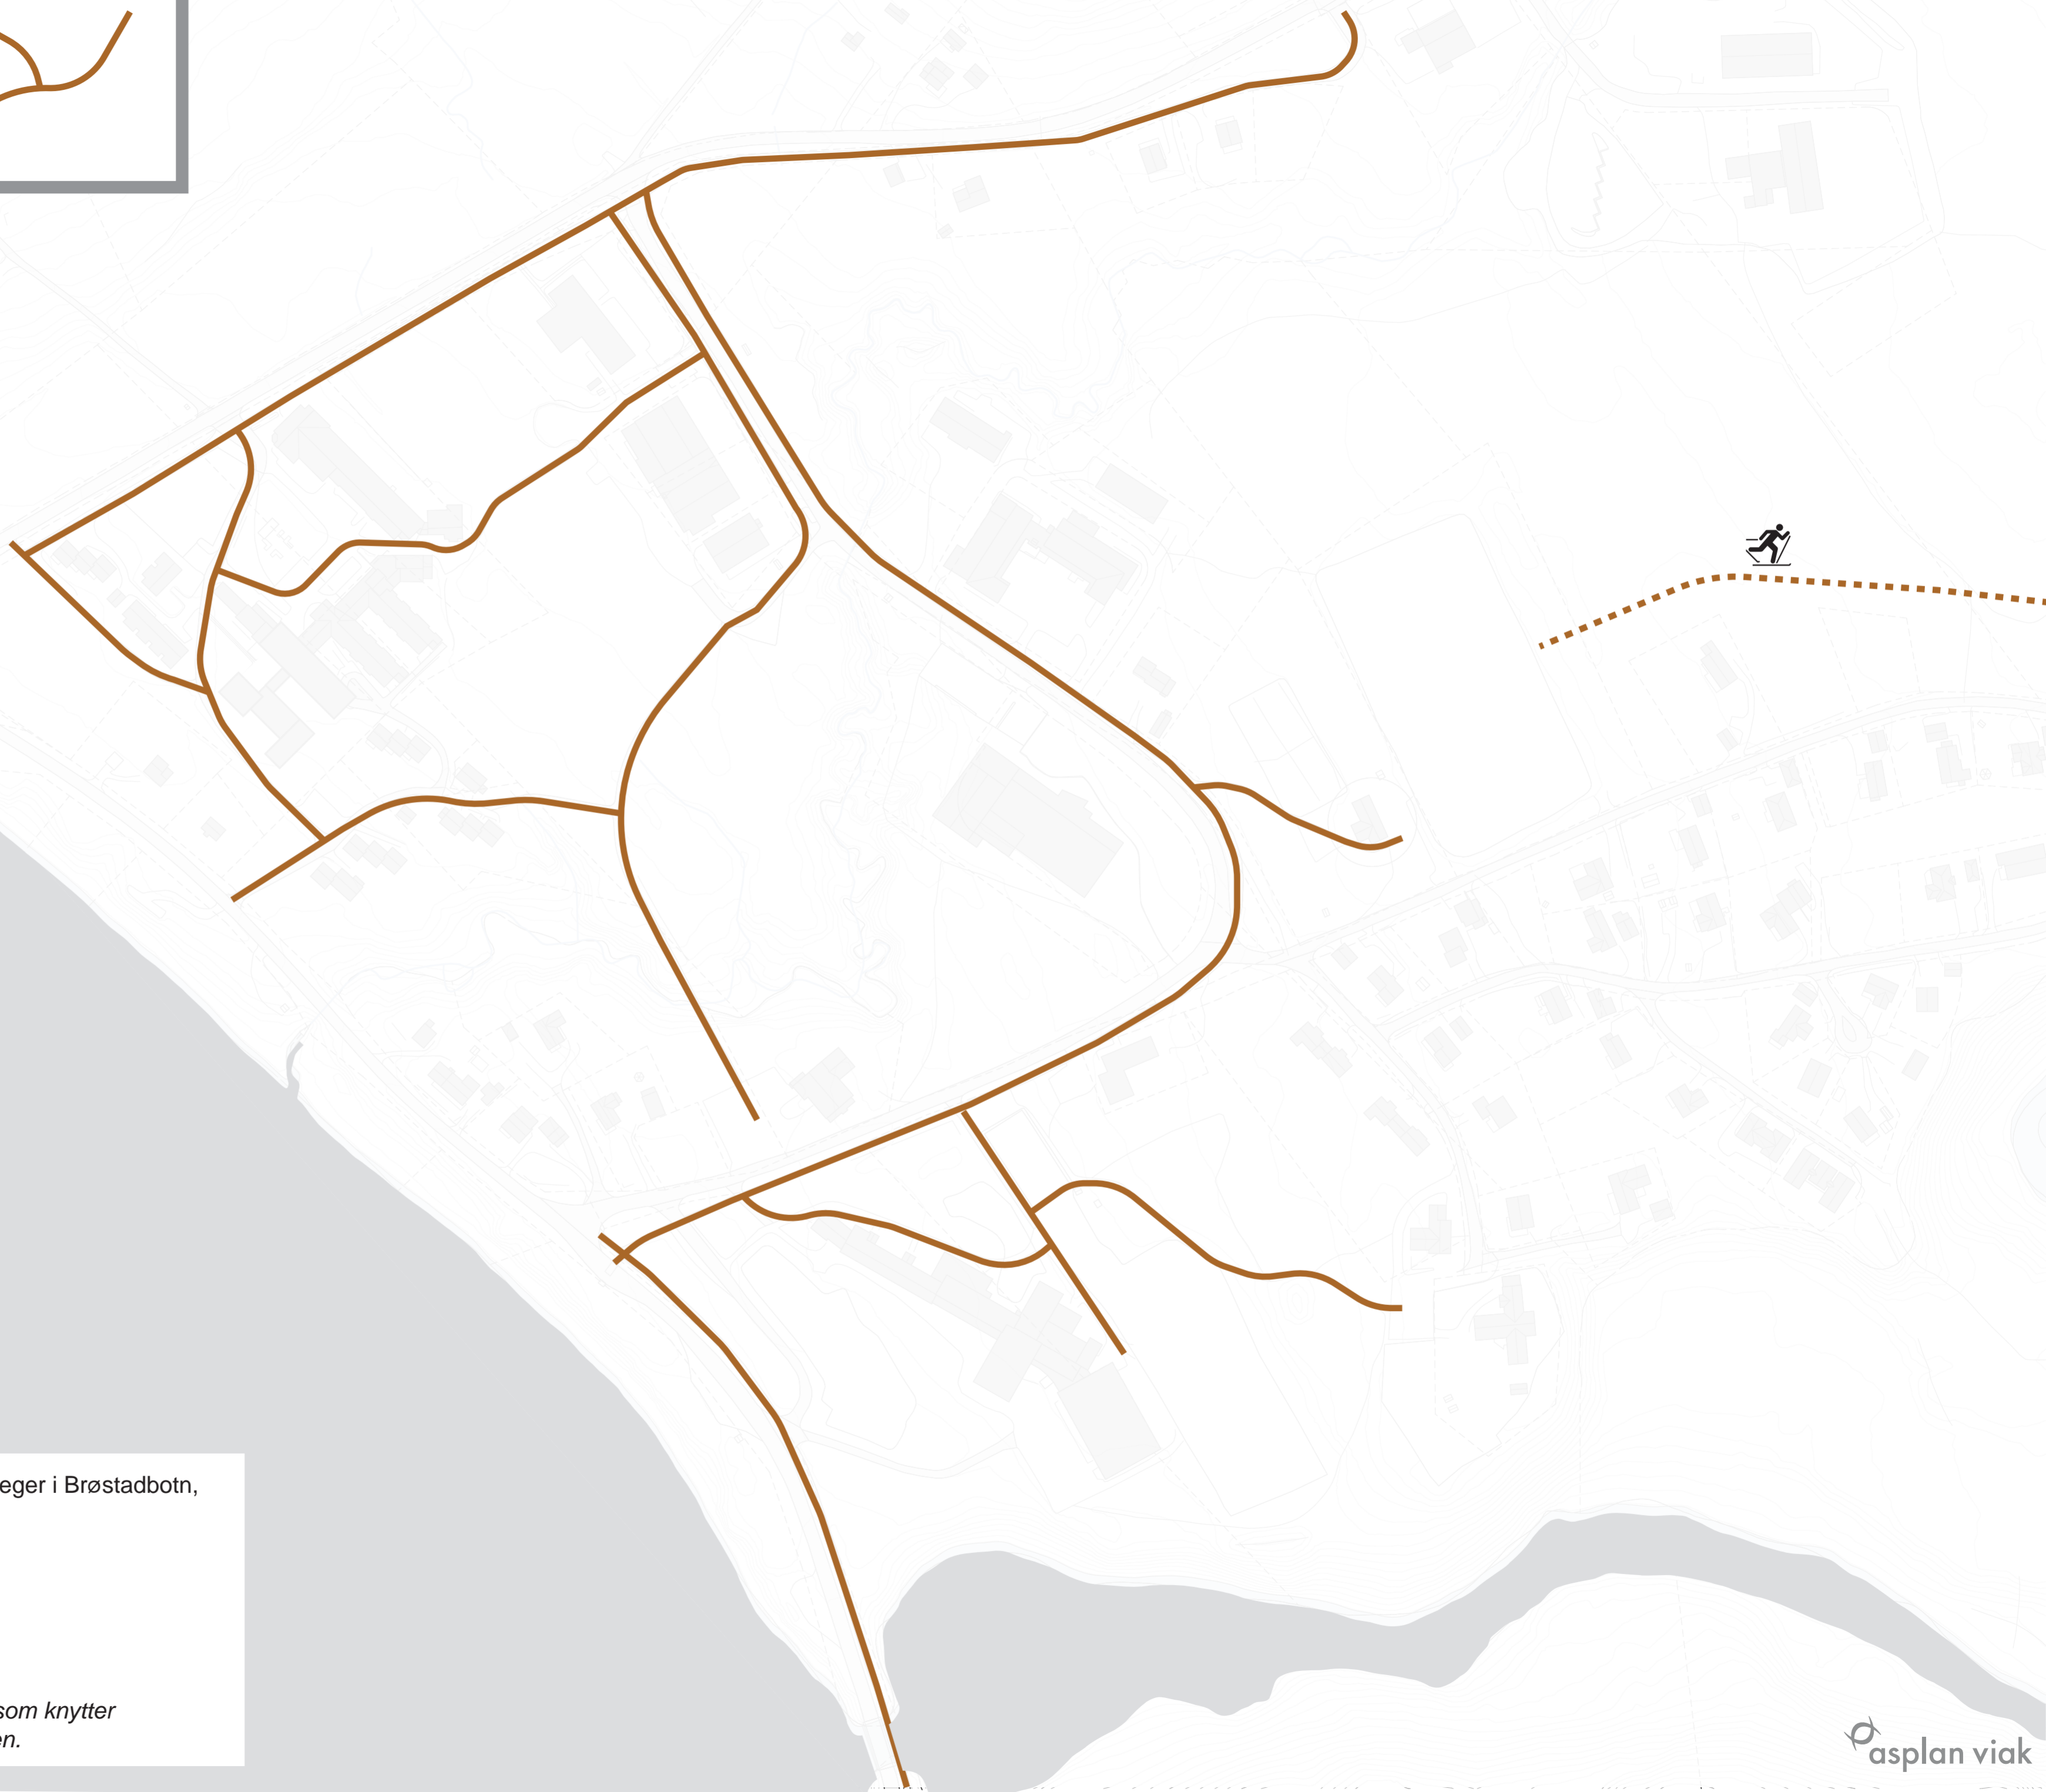 eger i Brøstadbotn,
som knytter
en.
asplan viak